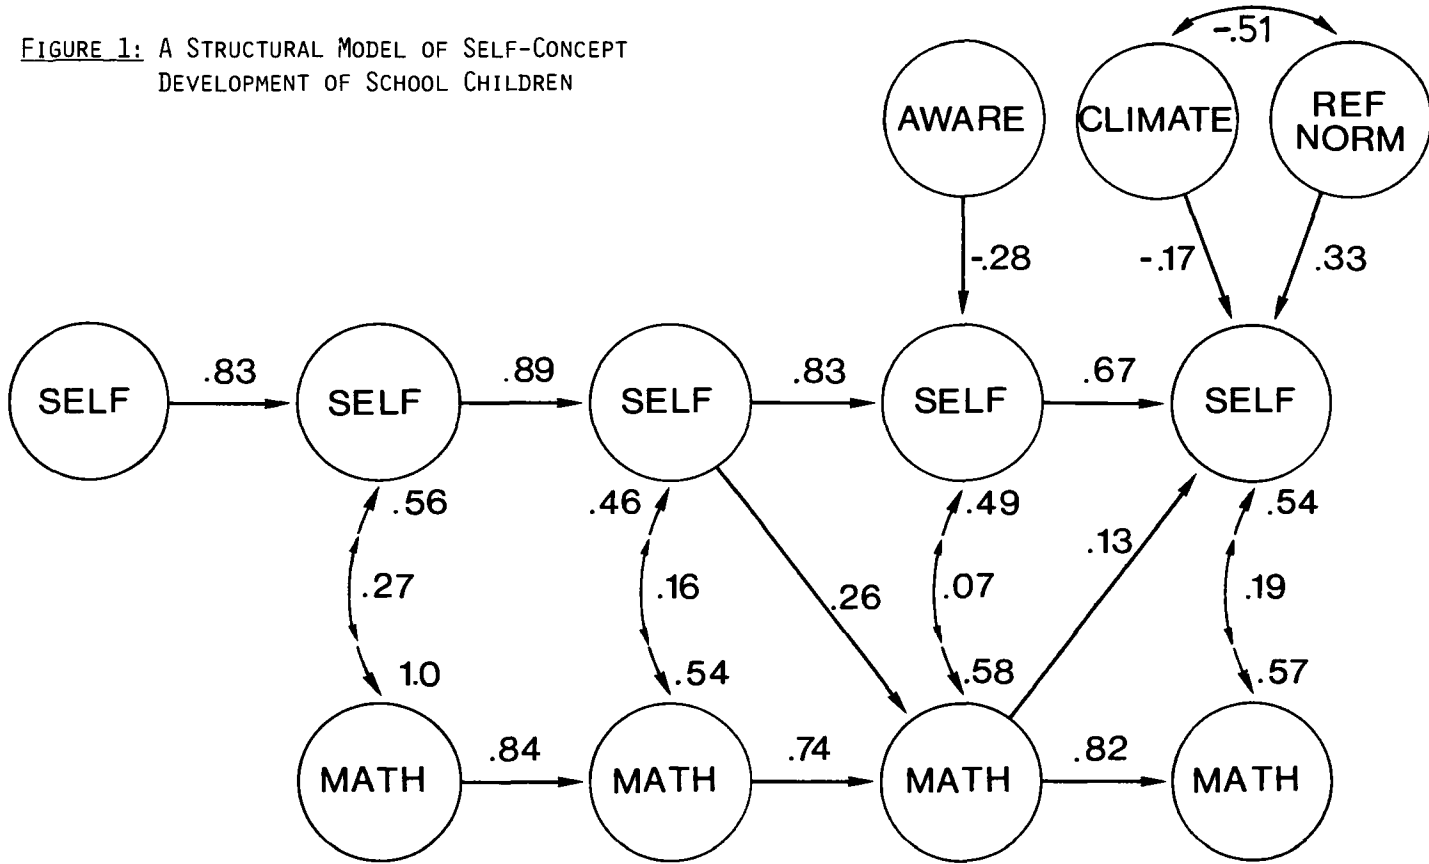 FIGURE 1: A STRUCTURAL MODEL OF SELF-CONCEPT
DEVELOPMENT OF SCHOOL CHILDREN
-.51
AWARE
CLIMATE
REF
NORM
-.28
-.17
.33
SELF
.83
SELF
.89
SELF
.83
SELF
.67
SELF
.56
.46
.49
.54
.27
.16
.26
.07
.13
.19
1.0
.54
.58
.57
MATH
.84
MATH
.74
MATH
.82
MATH